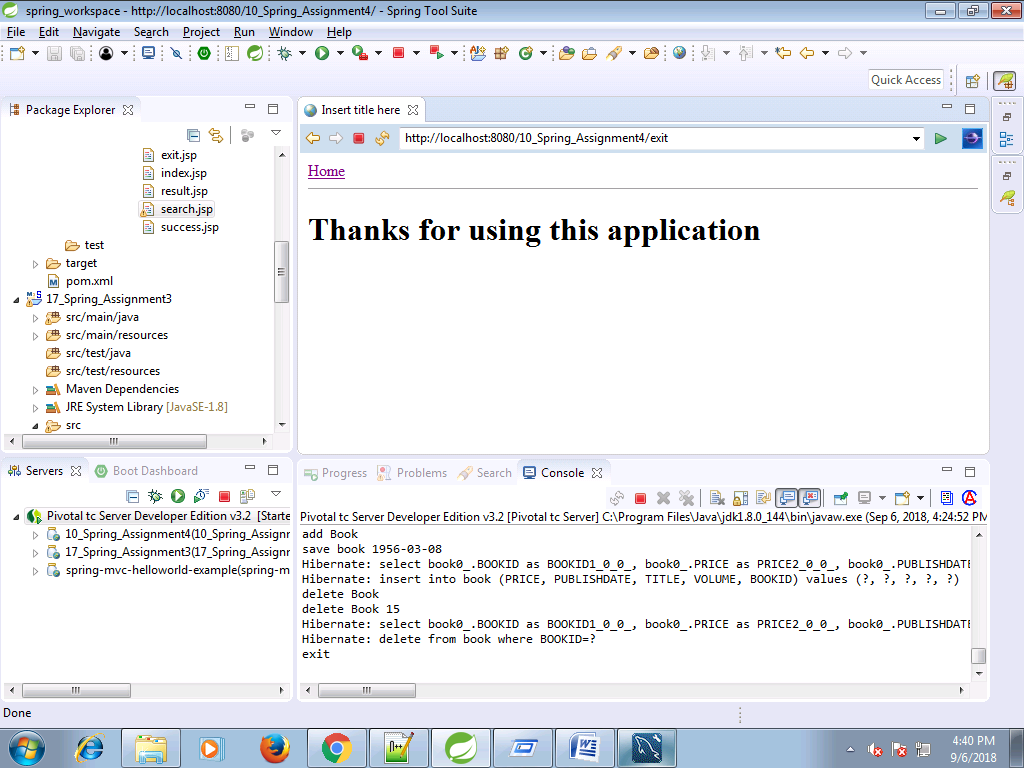 spring_workspace - http://localhost:8080/10_Spring_Assignment4/ - Spring Tool Suite
File Edit Navigate Search Project Run Window Help
Quick Access
Package Explorer
exit.jsp
index.jsp
result.jsp
search.jsp
success.jsp
test
target
pom.xml
17_Spring_Assignment3
src/main/java
src/main/resources
src/test/java
src/test/resources
Maven Dependencies
JRE System Library [JavaSE-1.8]
src
Insert title here
http://localhost:8080/10_Spring_Assignment4/exit
Home
Thanks for using this application
Servers Boot Dashboard
Pivotal tc Server Developer Edition v3.2 [Starte
10_Spring_Assignment4(10_Spring_Assignr
17_Spring_Assignment3(17_Spring_Assignr
spring-mvc-helloworld-example(spring-m
Progress Problems Search Console
Pivotal tc Server Developer Edition v3.2 [Pivotal tc Server] C:\Program Files\Java\jdk1.8.0_144\bin\javaw.exe (Sep 6, 2018, 4:24:52 PM
add Book
save book 1956-03-08
Hibernate: select book0_.BOOKID as BOOKID1_0_0_, book0_.PRICE as PRICE2_0_0_, book0_.PUBLISHDATE
Hibernate: insert into book (PRICE, PUBLISHDATE, TITLE, VOLUME, BOOKID) values (?, ?, ?, ?, ?)
delete Book
delete Book 15
Hibernate: select book0_.BOOKID as BOOKID1_0_0_, book0_.PRICE as PRICE2_0_0_, book0_.PUBLISHDATE
Hibernate: delete from book where BOOKID=?
exit
Done
4:40 PM
9/6/2018